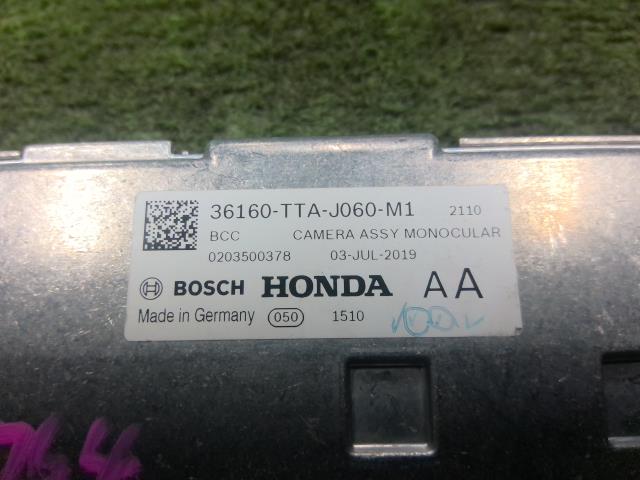 36160-TTA-J060-M1 2110
BCC CAMERA ASSY MONOCULAR
0203500378 03-JUL-2019
BOSCH HONDA AA
Made in Germany 050 1510